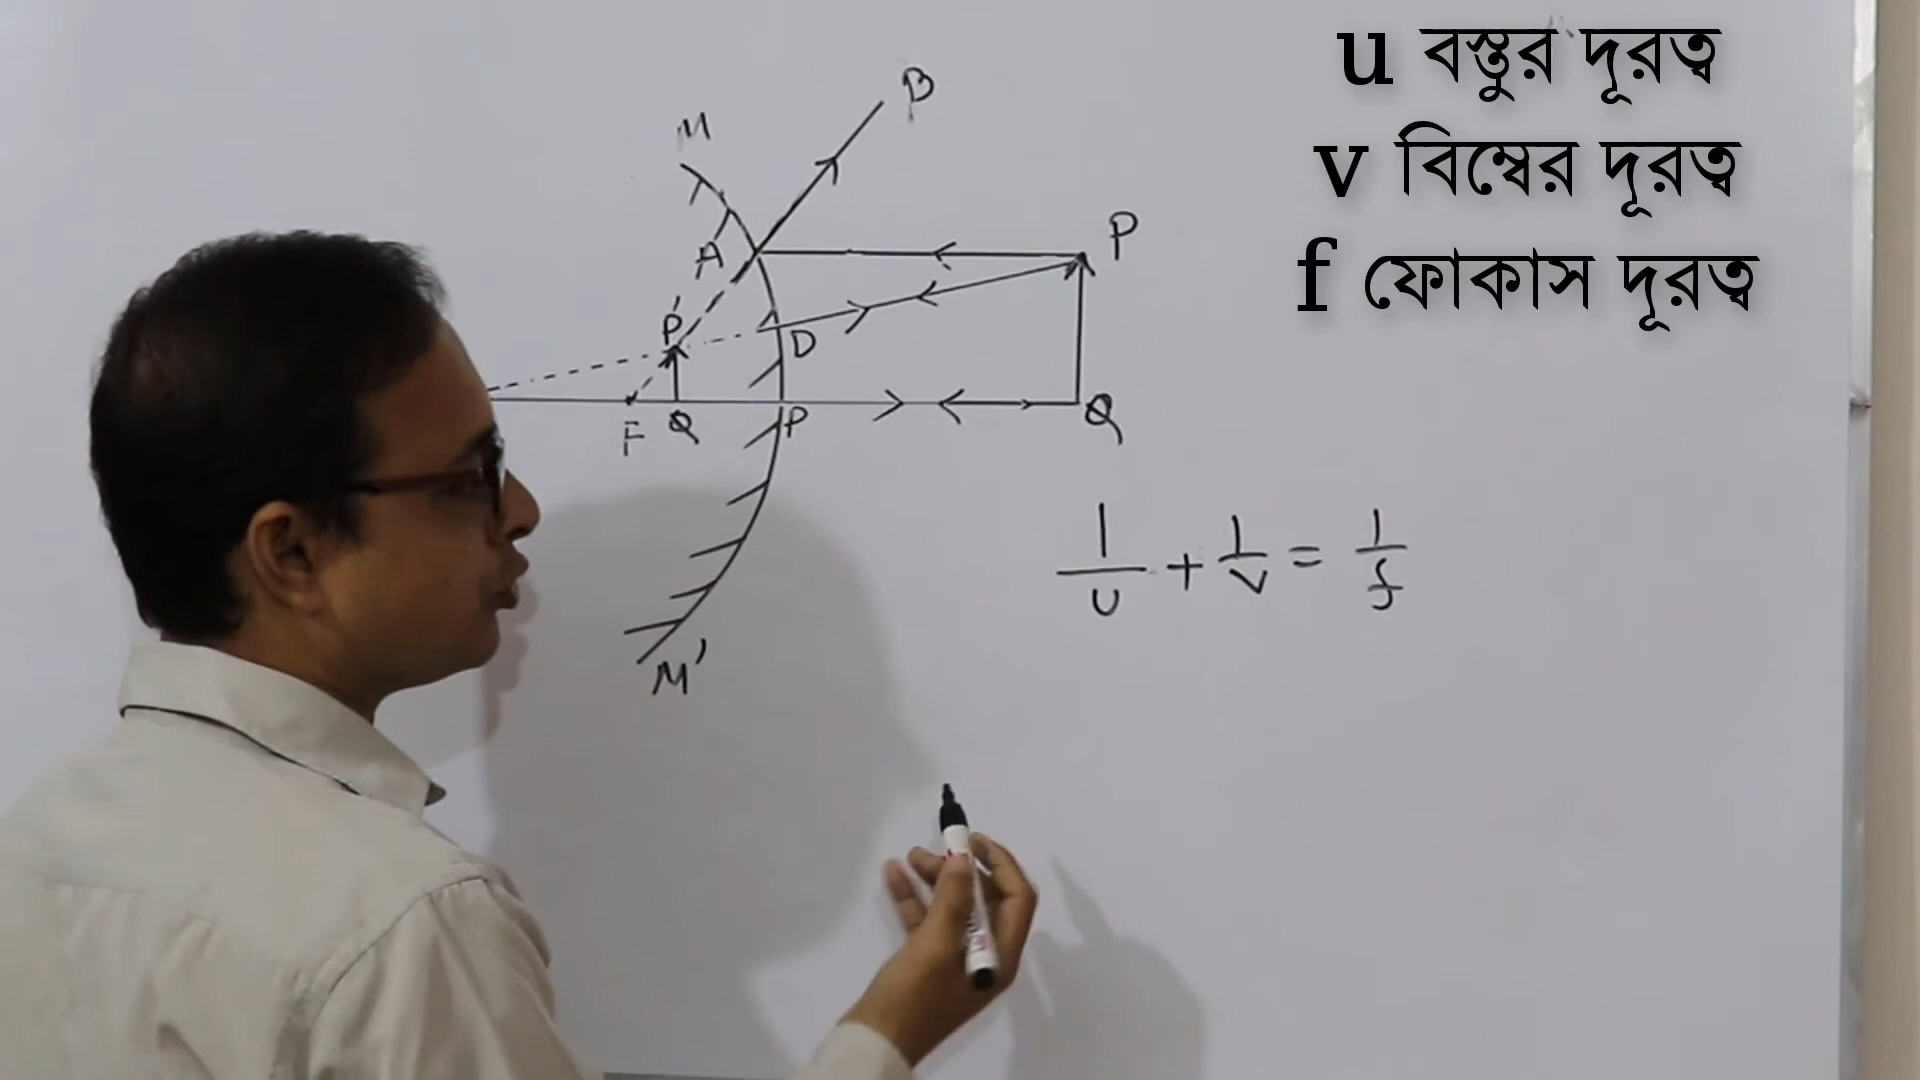 u বস্তুর দূরত্ব
v বিম্বের দূরত্ব
f ফোকাস দূরত্ব
B
M
P
A
P'
D
F Q P Q
1/u + 1/v = 1/f
M'